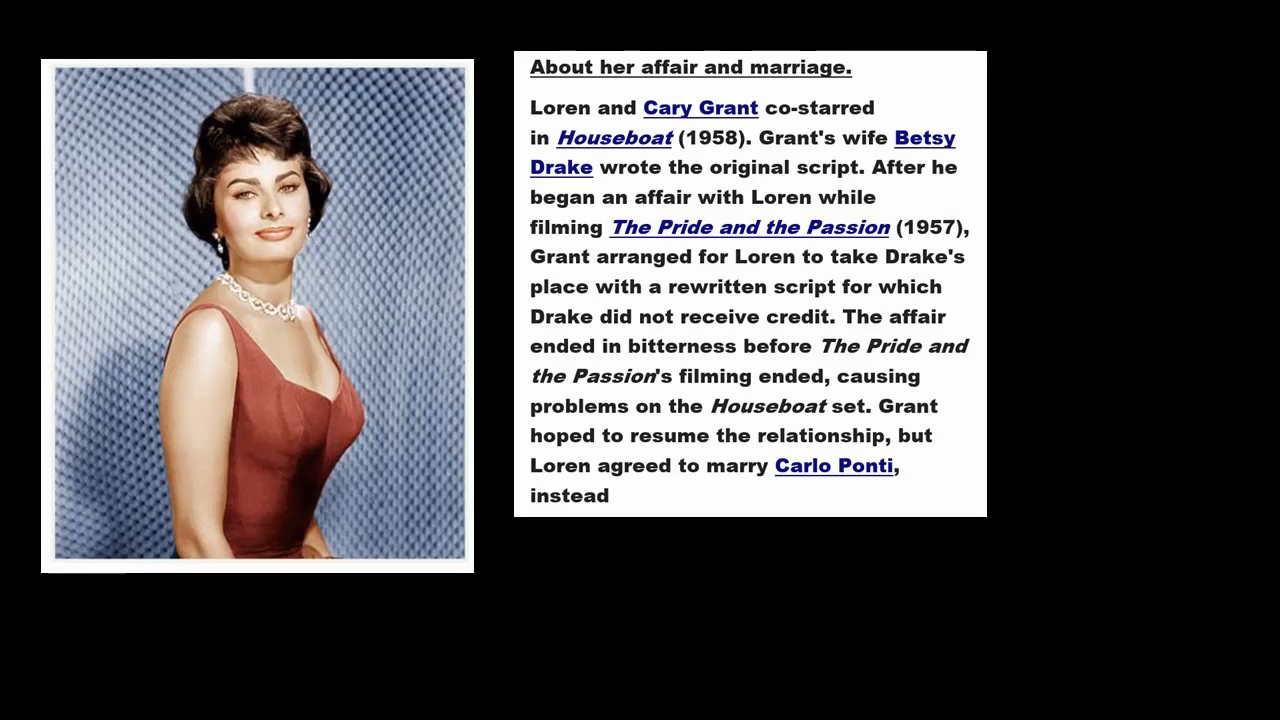 About her affair and marriage.
Loren and Cary Grant co-starred
in Houseboat (1958). Grant's wife Betsy
Drake wrote the original script. After he
began an affair with Loren while
filming The Pride and the Passion (1957),
Grant arranged for Loren to take Drake's
place with a rewritten script for which
Drake did not receive credit. The affair
ended in bitterness before The Pride and
the Passion's filming ended, causing
problems on the Houseboat set. Grant
hoped to resume the relationship, but
Loren agreed to marry Carlo Ponti,
instead